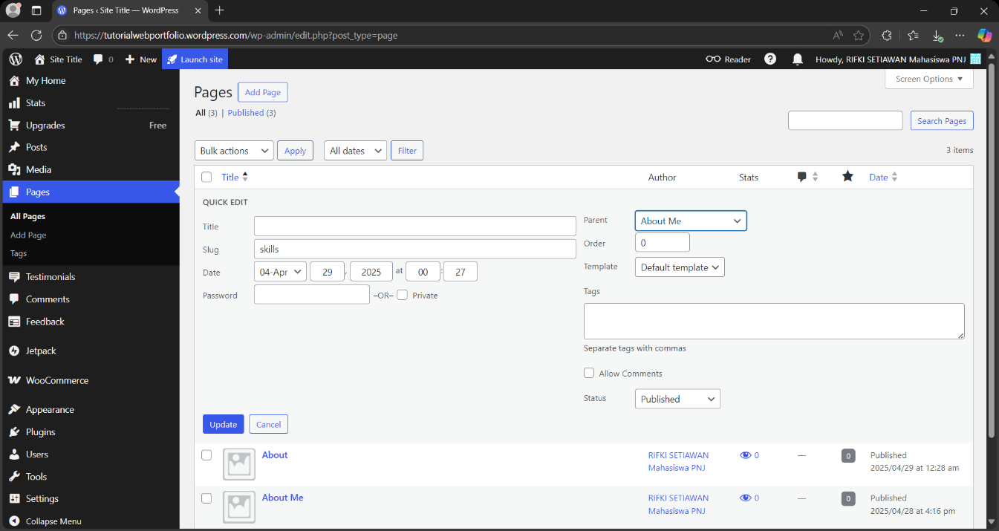 Pages ‹ Site Title — WordPress
https://tutorialwebportfolio.wordpress.com/wp-admin/edit.php?post_type=page
Site Title 0 New Launch site Reader Howdy, RIFKI SETIAWAN Mahasiswa PNJ
My Home
Stats
Upgrades Free
Posts
Media
Pages
All Pages
Add Page
Tags
Testimonials
Comments
Feedback
Jetpack
WooCommerce
Appearance
Plugins
Users
Tools
Settings
Collapse Menu
Screen Options
Pages Add Page
All (3) | Published (3)
Search Pages
Bulk actions Apply All dates Filter 3 items
Title Author Stats Date
QUICK EDIT
Title
Slug skills
Date 04-Apr 29 , 2025 at 00 : 27
Password –OR– Private
Parent About Me
Order 0
Template Default template
Tags
Separate tags with commas
Allow Comments
Status Published
Update Cancel
About RIFKI SETIAWAN 0 — 0 Published
Mahasiswa PNJ 2025/04/29 at 12:28 am
About Me RIFKI SETIAWAN 0 — 0 Published
Mahasiswa PNJ 2025/04/28 at 4:16 pm